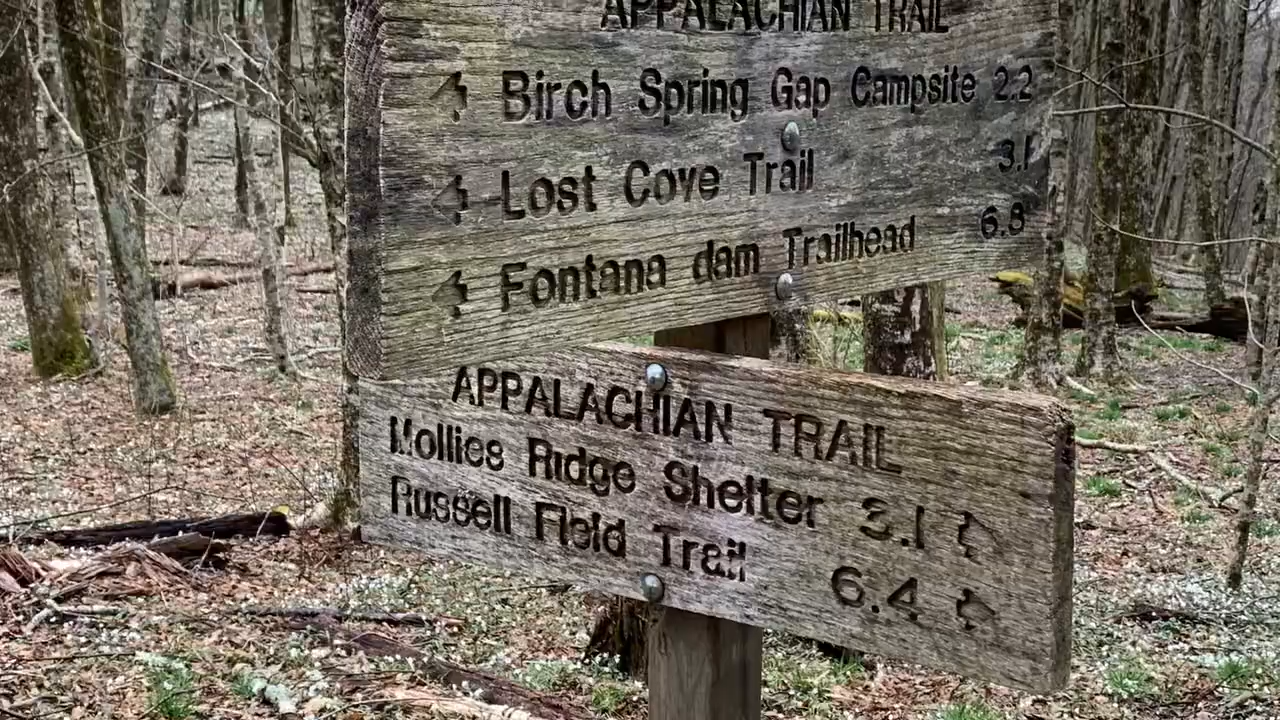 APPALACHIAN TRAIL
Birch Spring Gap Campsite 2.2
Lost Cove Trail 3.1
Fontana dam Trailhead 6.8
APPALACHIAN TRAIL
Mollies Ridge Shelter 3.1
Russell Field Trail 6.4